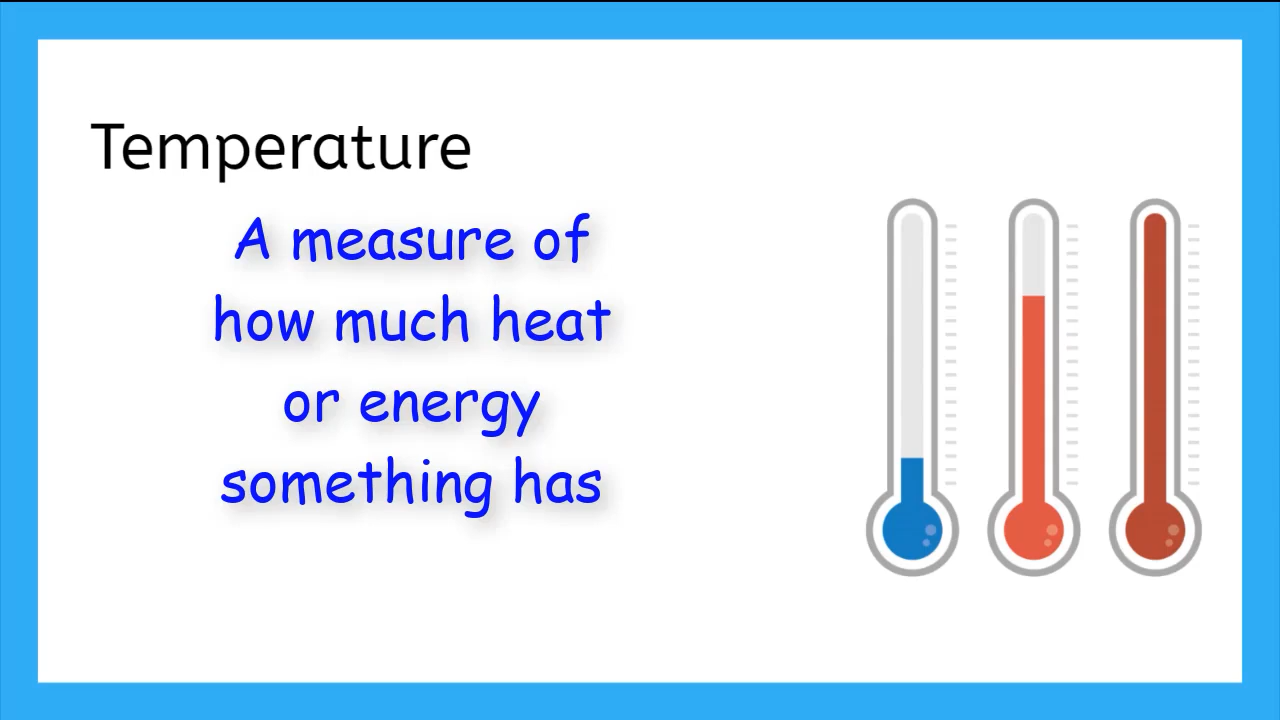 Temperature
A measure of
how much heat
or energy
something has